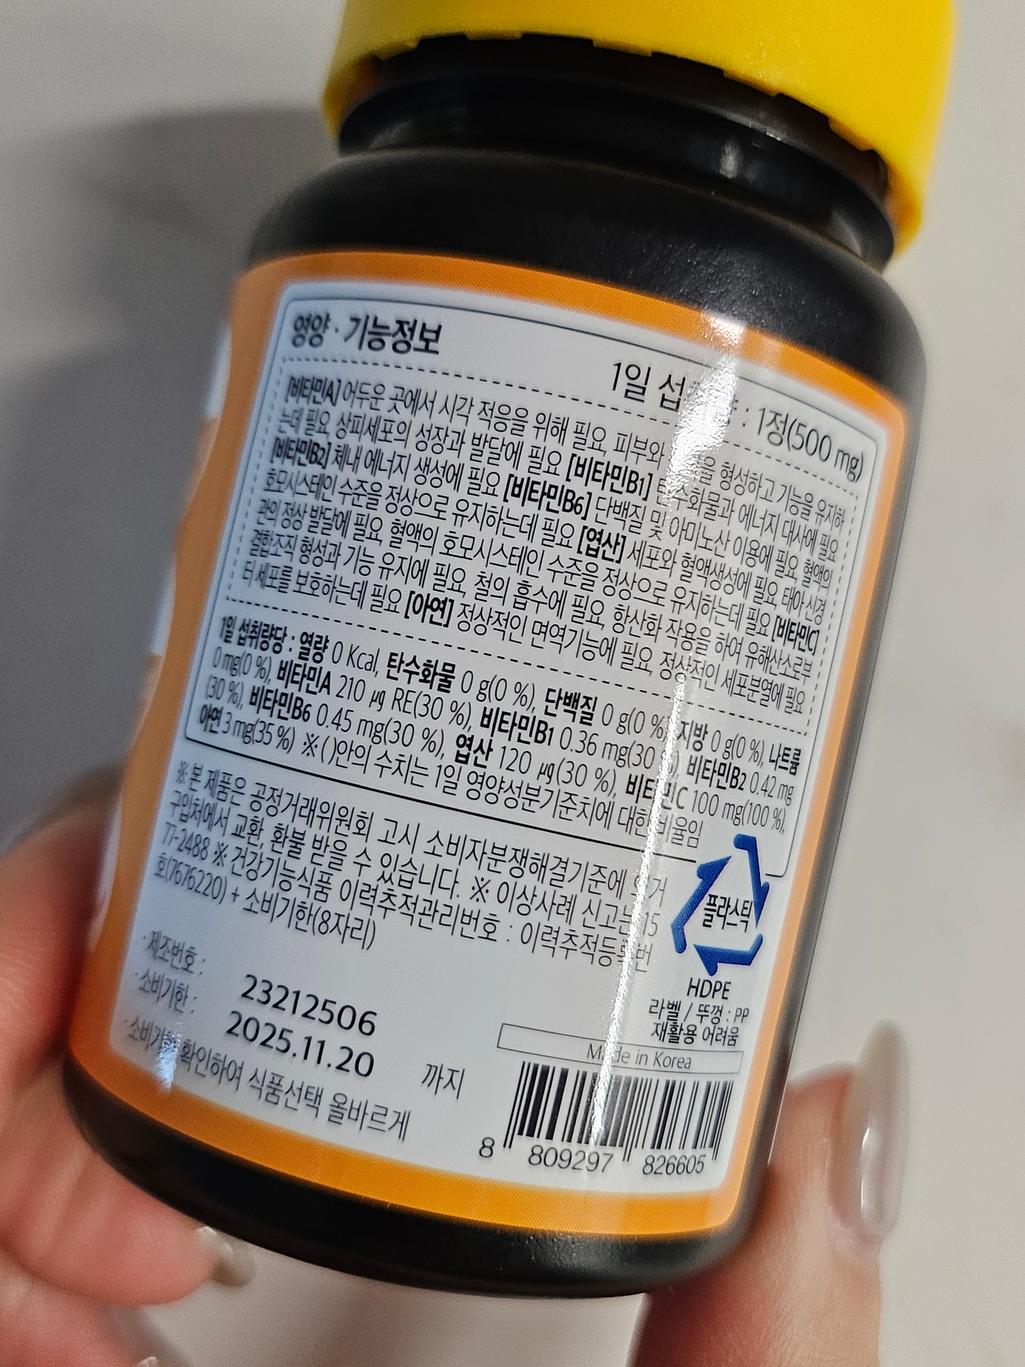 영양 · 기능정보
1일 : 1정(500 mg)
[비타민A] 어두운 곳에서 시각 적응을 위해 필요, 피부와 형성하고 기능을 유지하
는데 필요, 상피세포의 성장과 발달에 필요 [비타민B1] 탄수화물과 에너지 대사에 필요
[비타민B2] 체내 에너지 생성에 필요 [비타민B6] 단백질 및 아미노산 이용에 필요, 혈액의
호모시스테인 수준을 정상으로 유지하는데 필요 [엽산] 세포와 혈액생성에 필요, 태아 신경
관의 정상 발달에 필요, 혈액의 호모시스테인 수준을 정상으로 유지하는데 필요 [비타민C]
결합조직 형성과 기능 유지에 필요, 철의 흡수에 필요, 항산화 작용을 하여 유해산소로부
터 세포를 보호하는데 필요 [아연] 정상적인 면역기능에 필요, 정상적인 세포분열에 필요
1일 섭취량당 : 열량 0 Kcal, 탄수화물 0 g(0 %), 단백질 0 g(0 %), 지방 0 g(0 %), 나트륨
0 mg(0 %), 비타민A 210 ㎍ RE(30 %), 비타민B1 0.36 mg(30 비타민B2 0.42 mg
(30 %), 비타민B6 0.45 mg(30 %), 엽산 120 ㎍(30 %), 비타민C 100 mg(100 %),
아연 3 mg(35 %) ※ ( )안의 수치는 1일 영양성분기준치에 대한 비율임
※ 본 제품은 공정거래위원회 고시 소비자분쟁해결기준에
구입처에서 교환, 환불 받을 수 있습니다. ※ 이상사례 신고는 15
77-2488 ※ 건강기능식품 이력추적관리번호 : 이력추적등록번
호(7676220) + 소비기한(8자리)
플라스틱
HDPE
라벨 / 뚜껑 : PP
재활용 어려움
· 제조번호 : 23212506
· 소비기한 : 2025.11.20 까지
· 소비기한 확인하여 식품선택 올바르게
Made in Korea
8 809297 826605